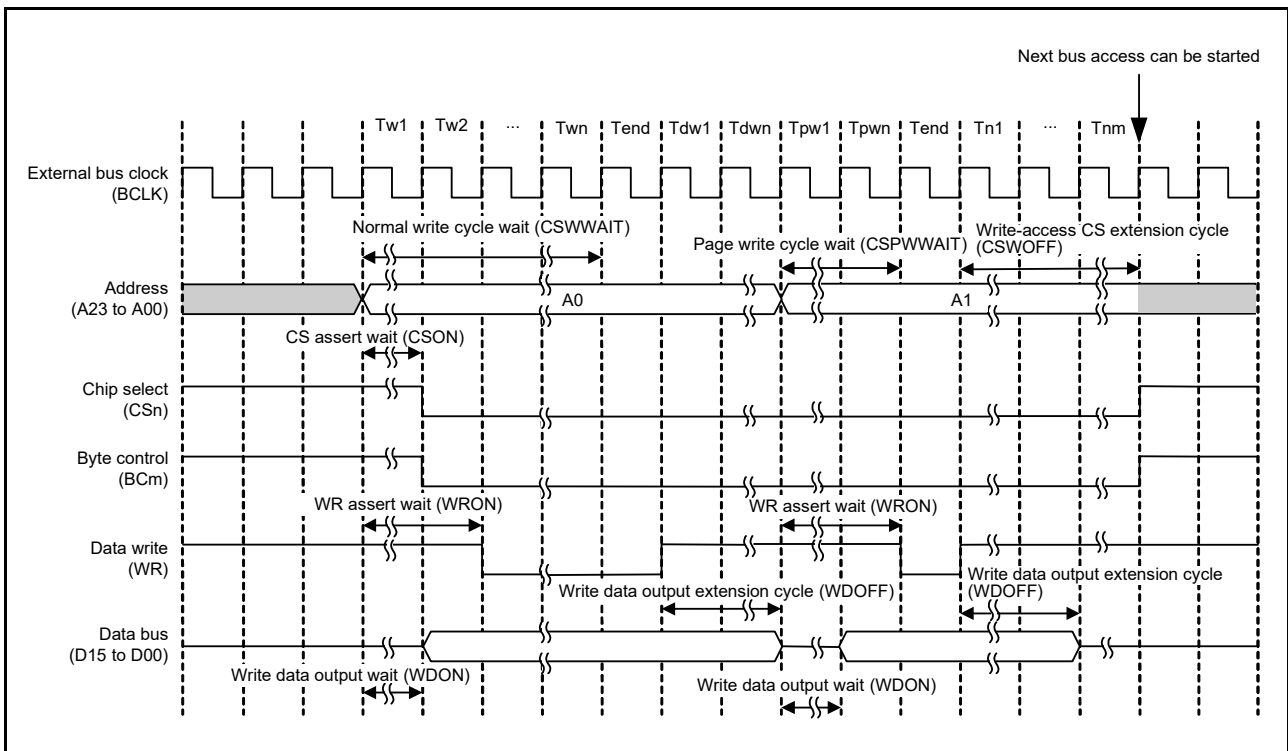 Next bus access can be started
Tw1 Tw2 ... Twn Tend Tdw1 Tdwn Tpw1 Tpwn Tend Tn1 ... Tnm
External bus clock
(BCLK)
Normal write cycle wait (CSWWAIT)
Page write cycle wait (CSPWWAIT)
Write-access CS extension cycle
(CSWOFF)
Address
(A23 to A00)
A0
A1
CS assert wait (CSON)
Chip select
(CSn)
Byte control
(BCm)
WR assert wait (WRON)
WR assert wait (WRON)
Data write
(WR)
Write data output extension cycle (WDOFF)
Write data output extension cycle
(WDOFF)
Data bus
(D15 to D00)
Write data output wait (WDON)
Write data output wait (WDON)